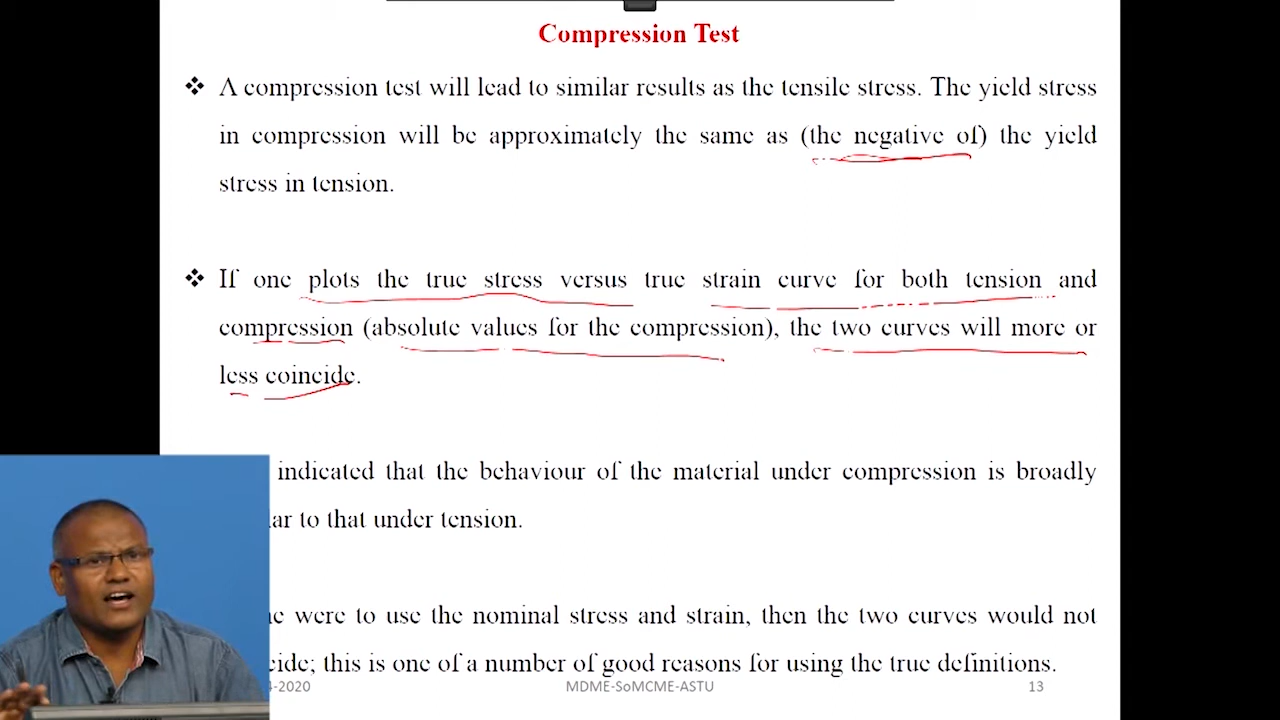 Compression Test
❖ A compression test will lead to similar results as the tensile stress. The yield stress
in compression will be approximately the same as (the negative of) the yield
stress in tension.
❖ If one plots the true stress versus true strain curve for both tension and
compression (absolute values for the compression), the two curves will more or
less coincide.
indicated that the behaviour of the material under compression is broadly
to that under tension.
were to use the nominal stress and strain, then the two curves would not
this is one of a number of good reasons for using the true definitions.
-2020 MDME-SoMCME-ASTU 13